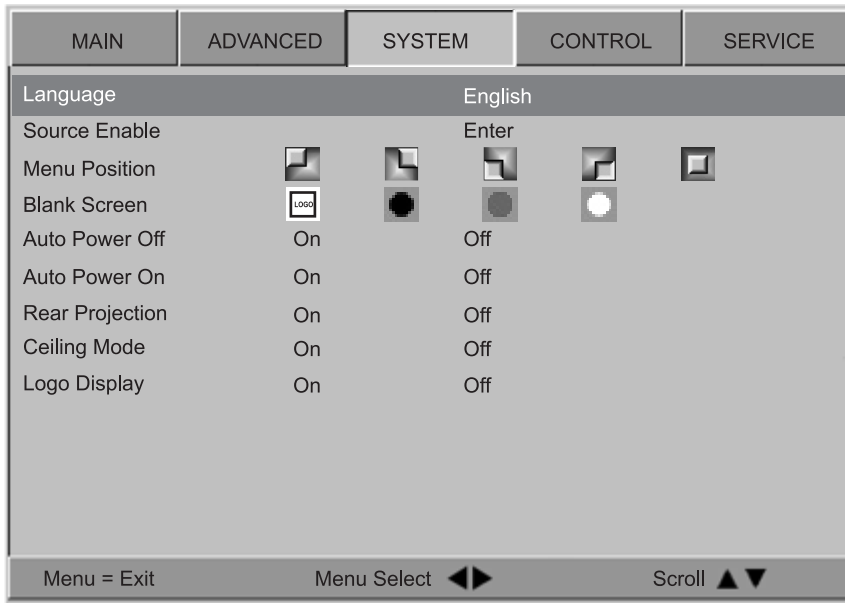 MAIN ADVANCED SYSTEM CONTROL SERVICE
Language English
Source Enable Enter
Menu Position
Blank Screen LOGO
Auto Power Off On Off
Auto Power On On Off
Rear Projection On Off
Ceiling Mode On Off
Logo Display On Off
Menu = Exit Menu Select Scroll